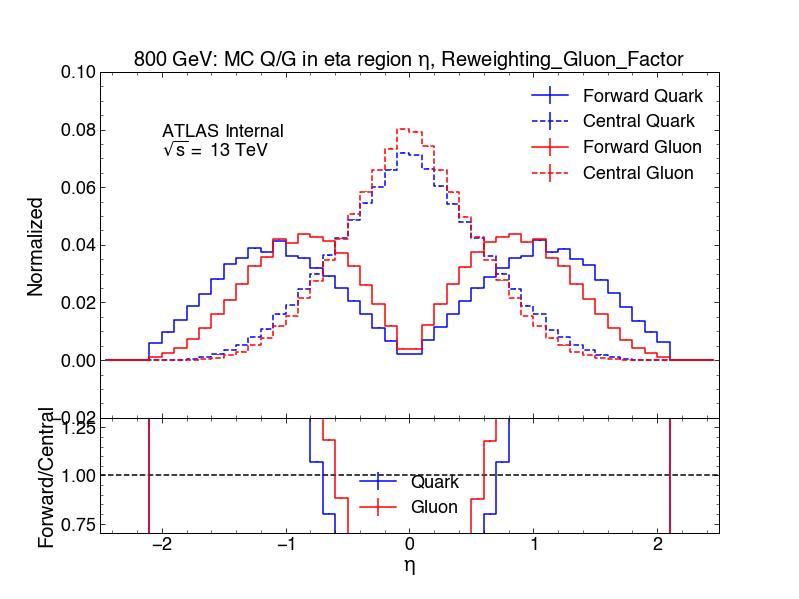 800 GeV: MC Q/G in eta region η, Reweighting_Gluon_Factor
0.10
0.08
0.06
0.04
0.02
0.00
−0.02
Normalized
ATLAS Internal
√s = 13 TeV
Forward Quark
Central Quark
Forward Gluon
Central Gluon
1.25
1.00
0.75
Forward/Central
Quark
Gluon
−2
−1
0
1
2
η